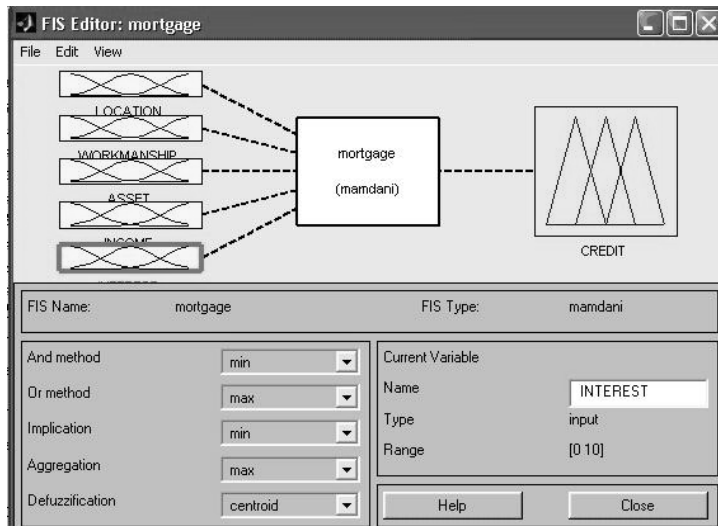 FIS Editor: mortgage
File Edit View
LOCATION
WORKMANSHIP
ASSET
INCOME
INTEREST
mortgage
(mamdani)
CREDIT
FIS Name: mortgage FIS Type: mamdani
And method min
Or method max
Implication min
Aggregation max
Defuzzification centroid
Current Variable
Name INTEREST
Type input
Range [0 10]
Help Close